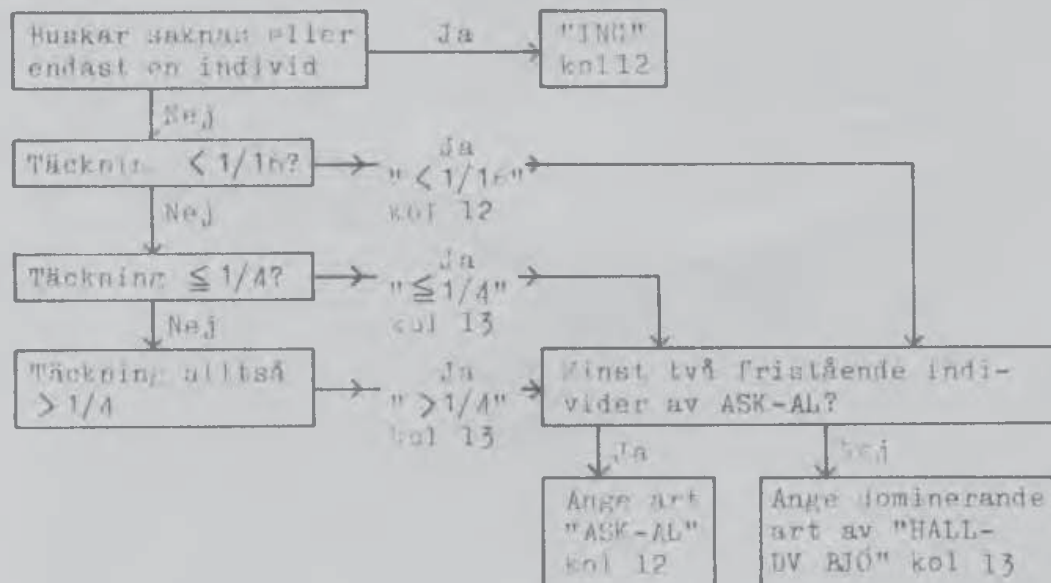 Buskar saknas eller
endast en individ
Ja
"ING"
kol 12
Nej
Täckning < 1/16?
Ja
"< 1/16"
kol 12
Nej
Täckning ≦ 1/4?
Ja
"≦ 1/4"
kol 13
Nej
Täckning alltså
> 1/4
Ja
"> 1/4"
kol 13
Minst två fristående indi-
vider av ASK-AL?
Ja
Nej
Ange art
"ASK-AL"
kol 12
Ange dominerande
art av "HALL-
DV BJÖ" kol 13